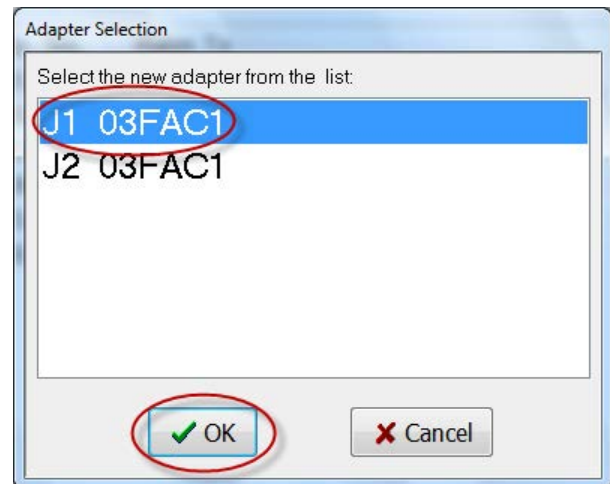 Adapter Selection
Select the new adapter from the list:
J1 03FAC1
J2 03FAC1
OK
Cancel